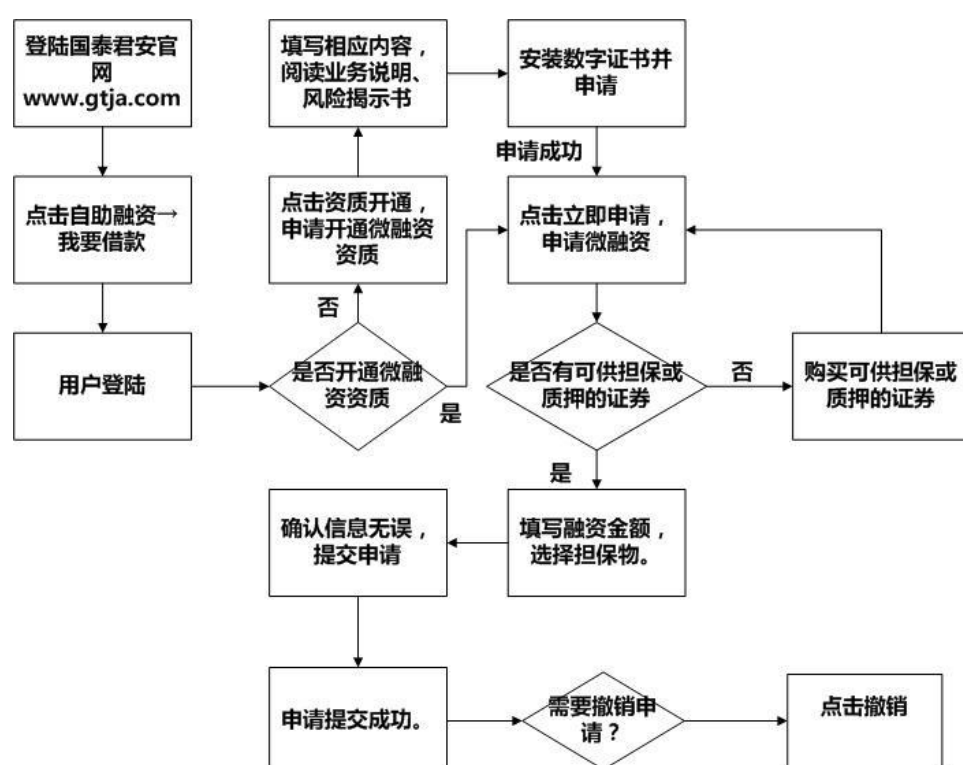 登陆国泰君安官
网
www.gtja.com
点击自助融资→
我要借款
用户登陆
是否开通微融
资资质
否
是
点击资质开通，
申请开通微融资
资质
填写相应内容，
阅读业务说明、
风险揭示书
安装数字证书并
申请
申请成功
点击立即申请，
申请微融资
是否有可供担保或
质押的证券
否
购买可供担保或
质押的证券
是
填写融资金额，
选择担保物。
确认信息无误，
提交申请
申请提交成功。
需要撤销申
请？
点击撤销